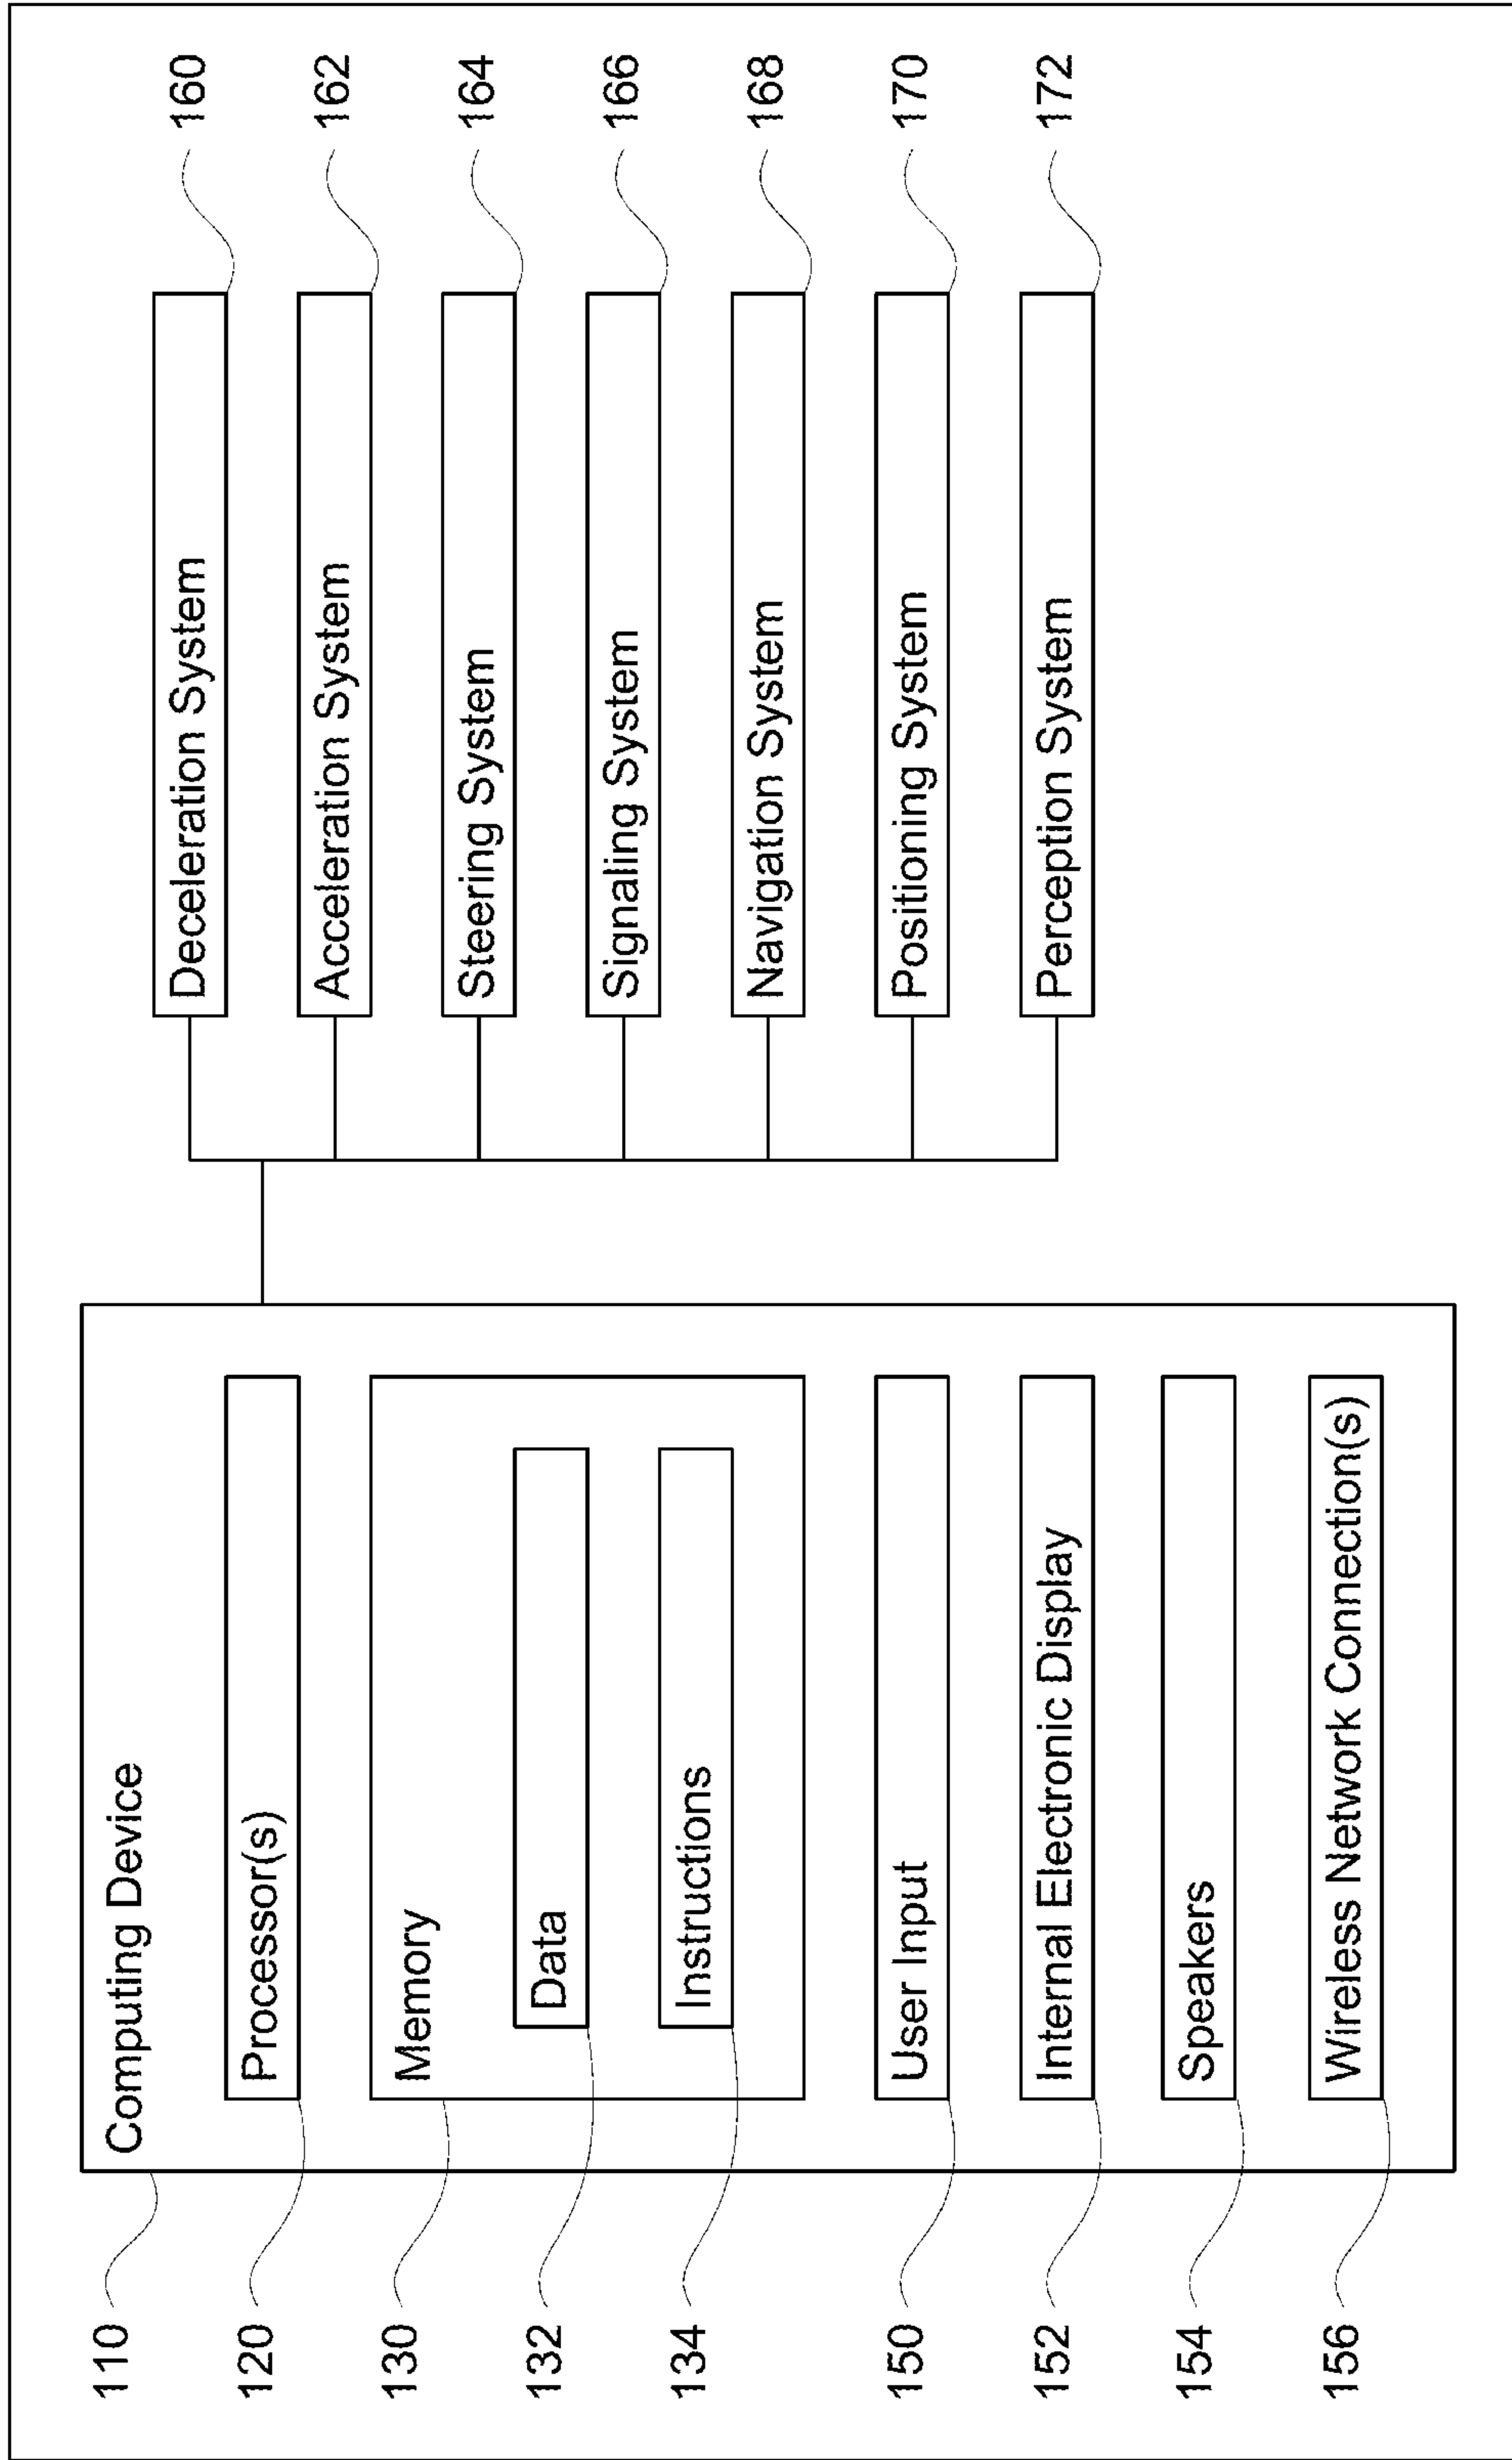 110
Computing Device
120
Processor(s)
130
Memory
132
Data
134
Instructions
150
User Input
152
Internal Electronic Display
154
Speakers
156
Wireless Network Connection(s)
Deceleration System
160
Acceleration System
162
Steering System
164
Signaling System
166
Navigation System
168
Positioning System
170
Perception System
172